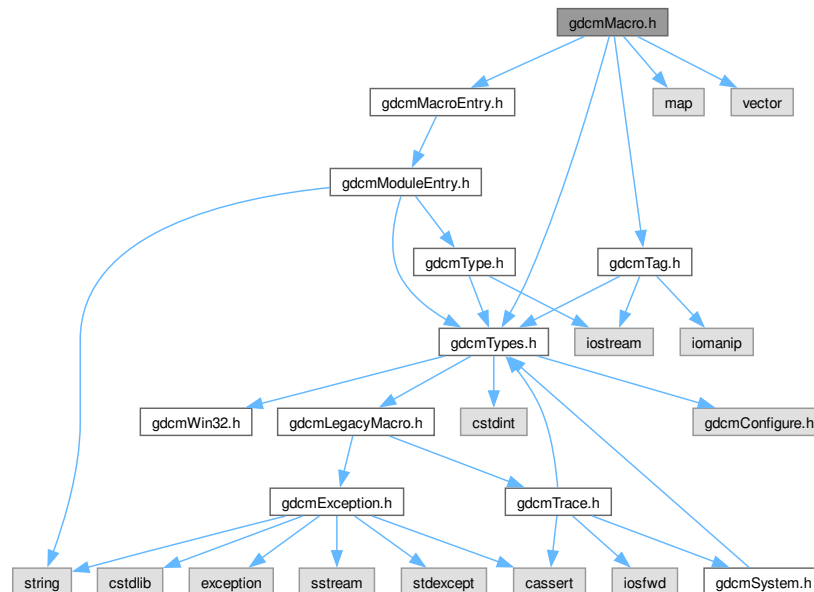 gdcmMacro.h
gdcmMacroEntry.h
map
vector
gdcmModuleEntry.h
gdcmType.h
gdcmTag.h
gdcmTypes.h
iostream
iomanip
gdcmWin32.h
gdcmLegacyMacro.h
cstdint
gdcmConfigure.h
gdcmException.h
gdcmTrace.h
string
cstdlib
exception
sstream
stdexcept
cassert
iosfwd
gdcmSystem.h